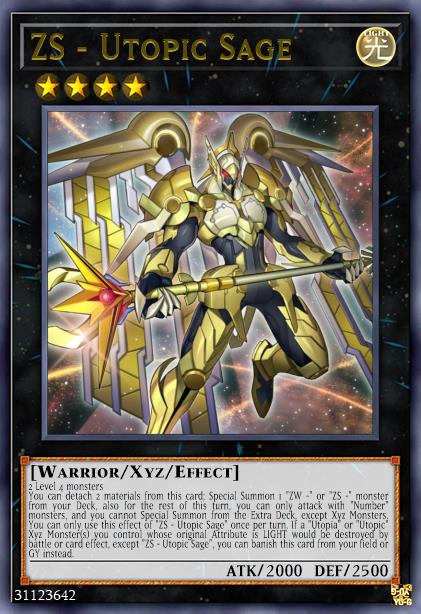 ZS - Utopic Sage
LIGHT
光
[Warrior/Xyz/Effect]
2 Level 4 monsters
You can detach 2 materials from this card; Special Summon 1 "ZW -" or "ZS -" monster
from your Deck, also for the rest of this turn, you can only attack with "Number"
monsters, and you cannot Special Summon from the Extra Deck, except Xyz Monsters.
You can only use this effect of "ZS - Utopic Sage" once per turn. If a "Utopia" or "Utopic"
Xyz Monster(s) you control whose original Attribute is LIGHT would be destroyed by
battle or card effect, except "ZS - Utopic Sage", you can banish this card from your field or
GY instead.
ATK/2000 DEF/2500
31123642